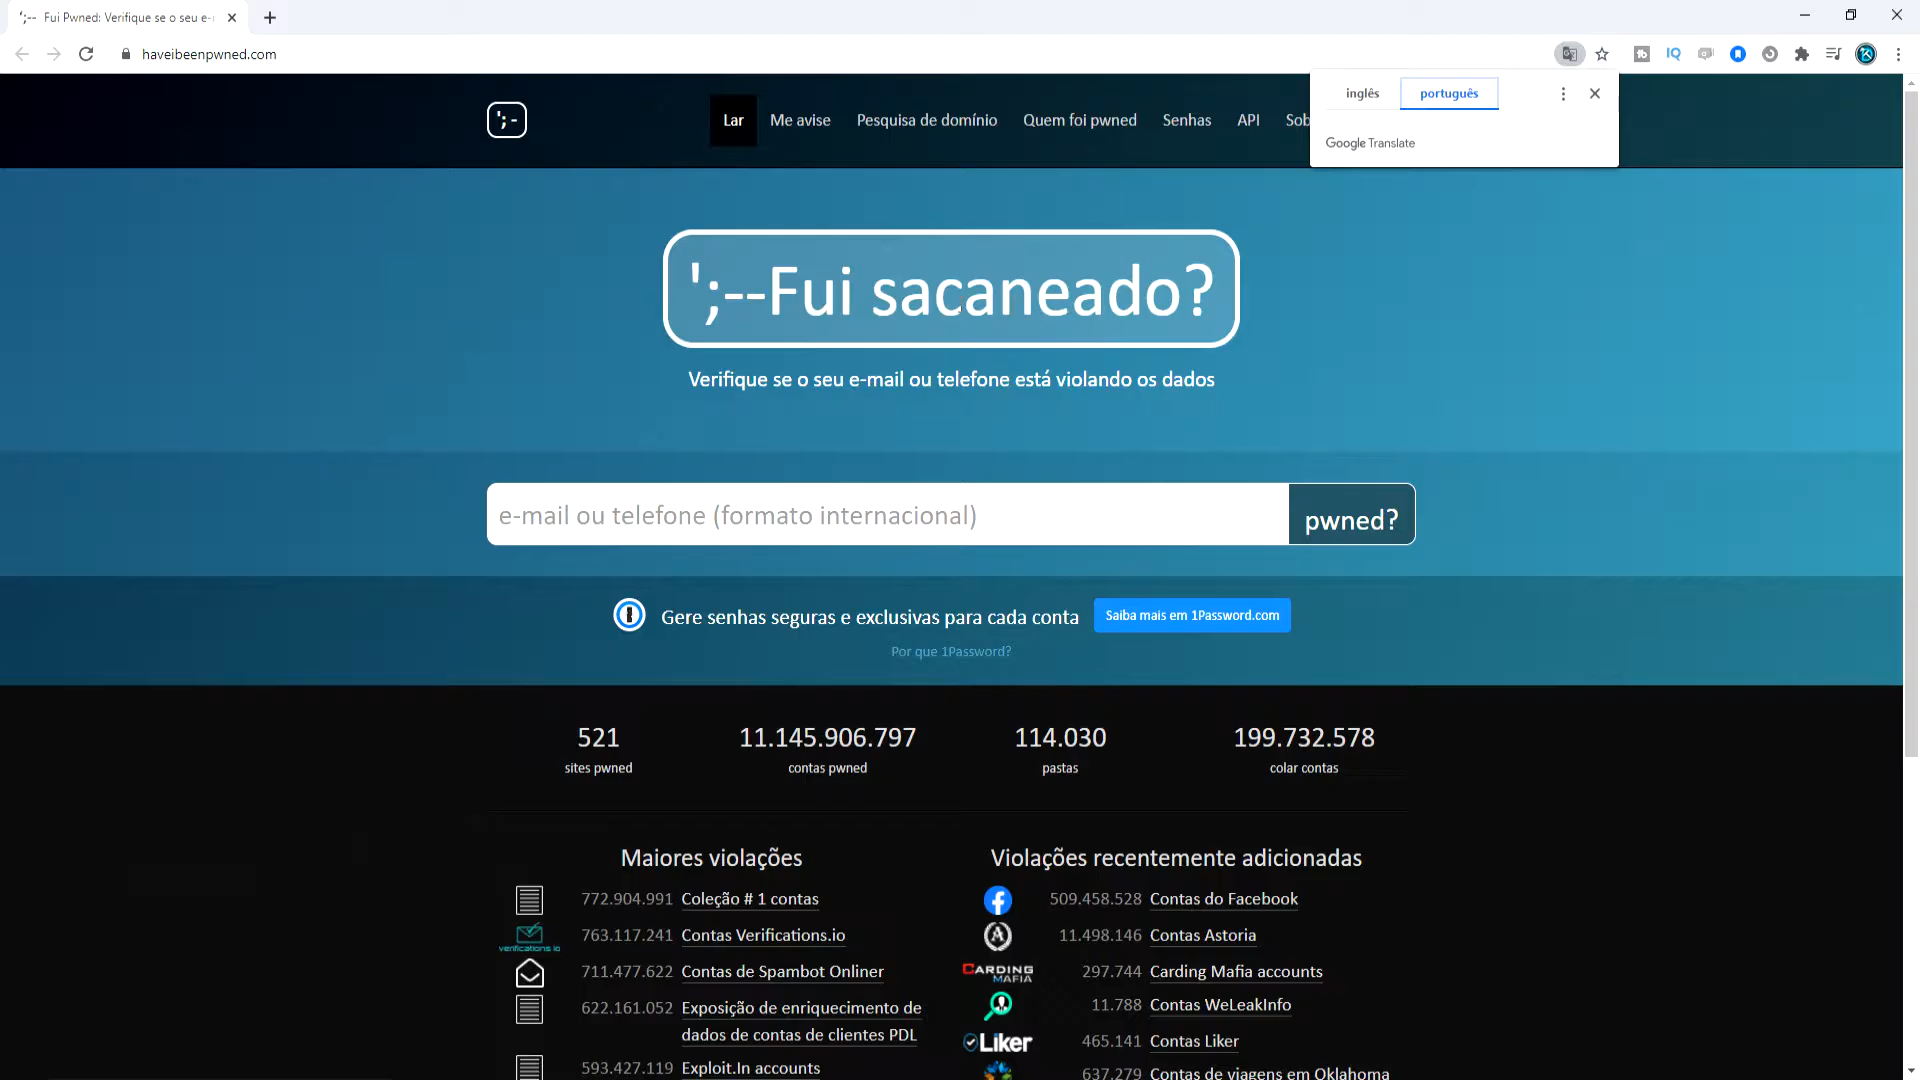 ';-- Fui Pwned: Verifique se o seu e-
haveibeenpwned.com
IQ
inglês
português
Google Translate
';-
Lar
Me avise
Pesquisa de domínio
Quem foi pwned
Senhas
API
Sob
';--Fui sacaneado?
Verifique se o seu e-mail ou telefone está violando os dados
e-mail ou telefone (formato internacional)
pwned?
Gere senhas seguras e exclusivas para cada conta
Saiba mais em 1Password.com
Por que 1Password?
521
sites pwned
11.145.906.797
contas pwned
114.030
pastas
199.732.578
colar contas
Maiores violações
772.904.991 Coleção # 1 contas
verifications.io
763.117.241 Contas Verifications.io
711.477.622 Contas de Spambot Onliner
622.161.052 Exposição de enriquecimento de
dados de contas de clientes PDL
593.427.119 Exploit.In accounts
Violações recentemente adicionadas
509.458.528 Contas do Facebook
11.498.146 Contas Astoria
CARDING
MAFIA
297.744 Carding Mafia accounts
11.788 Contas WeLeakInfo
Liker
465.141 Contas Liker
637.279 Contas de viagens em Oklahoma